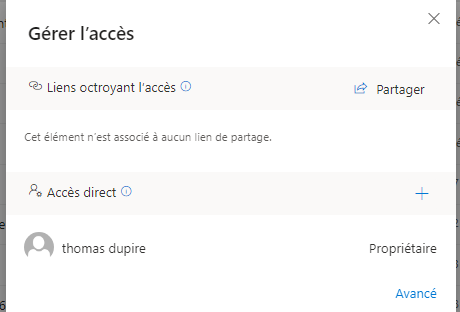 Gérer l’accès
Liens octroyant l’accès
Partager
Cet élément n’est associé à aucun lien de partage.
Accès direct
thomas dupire
Propriétaire
Avancé